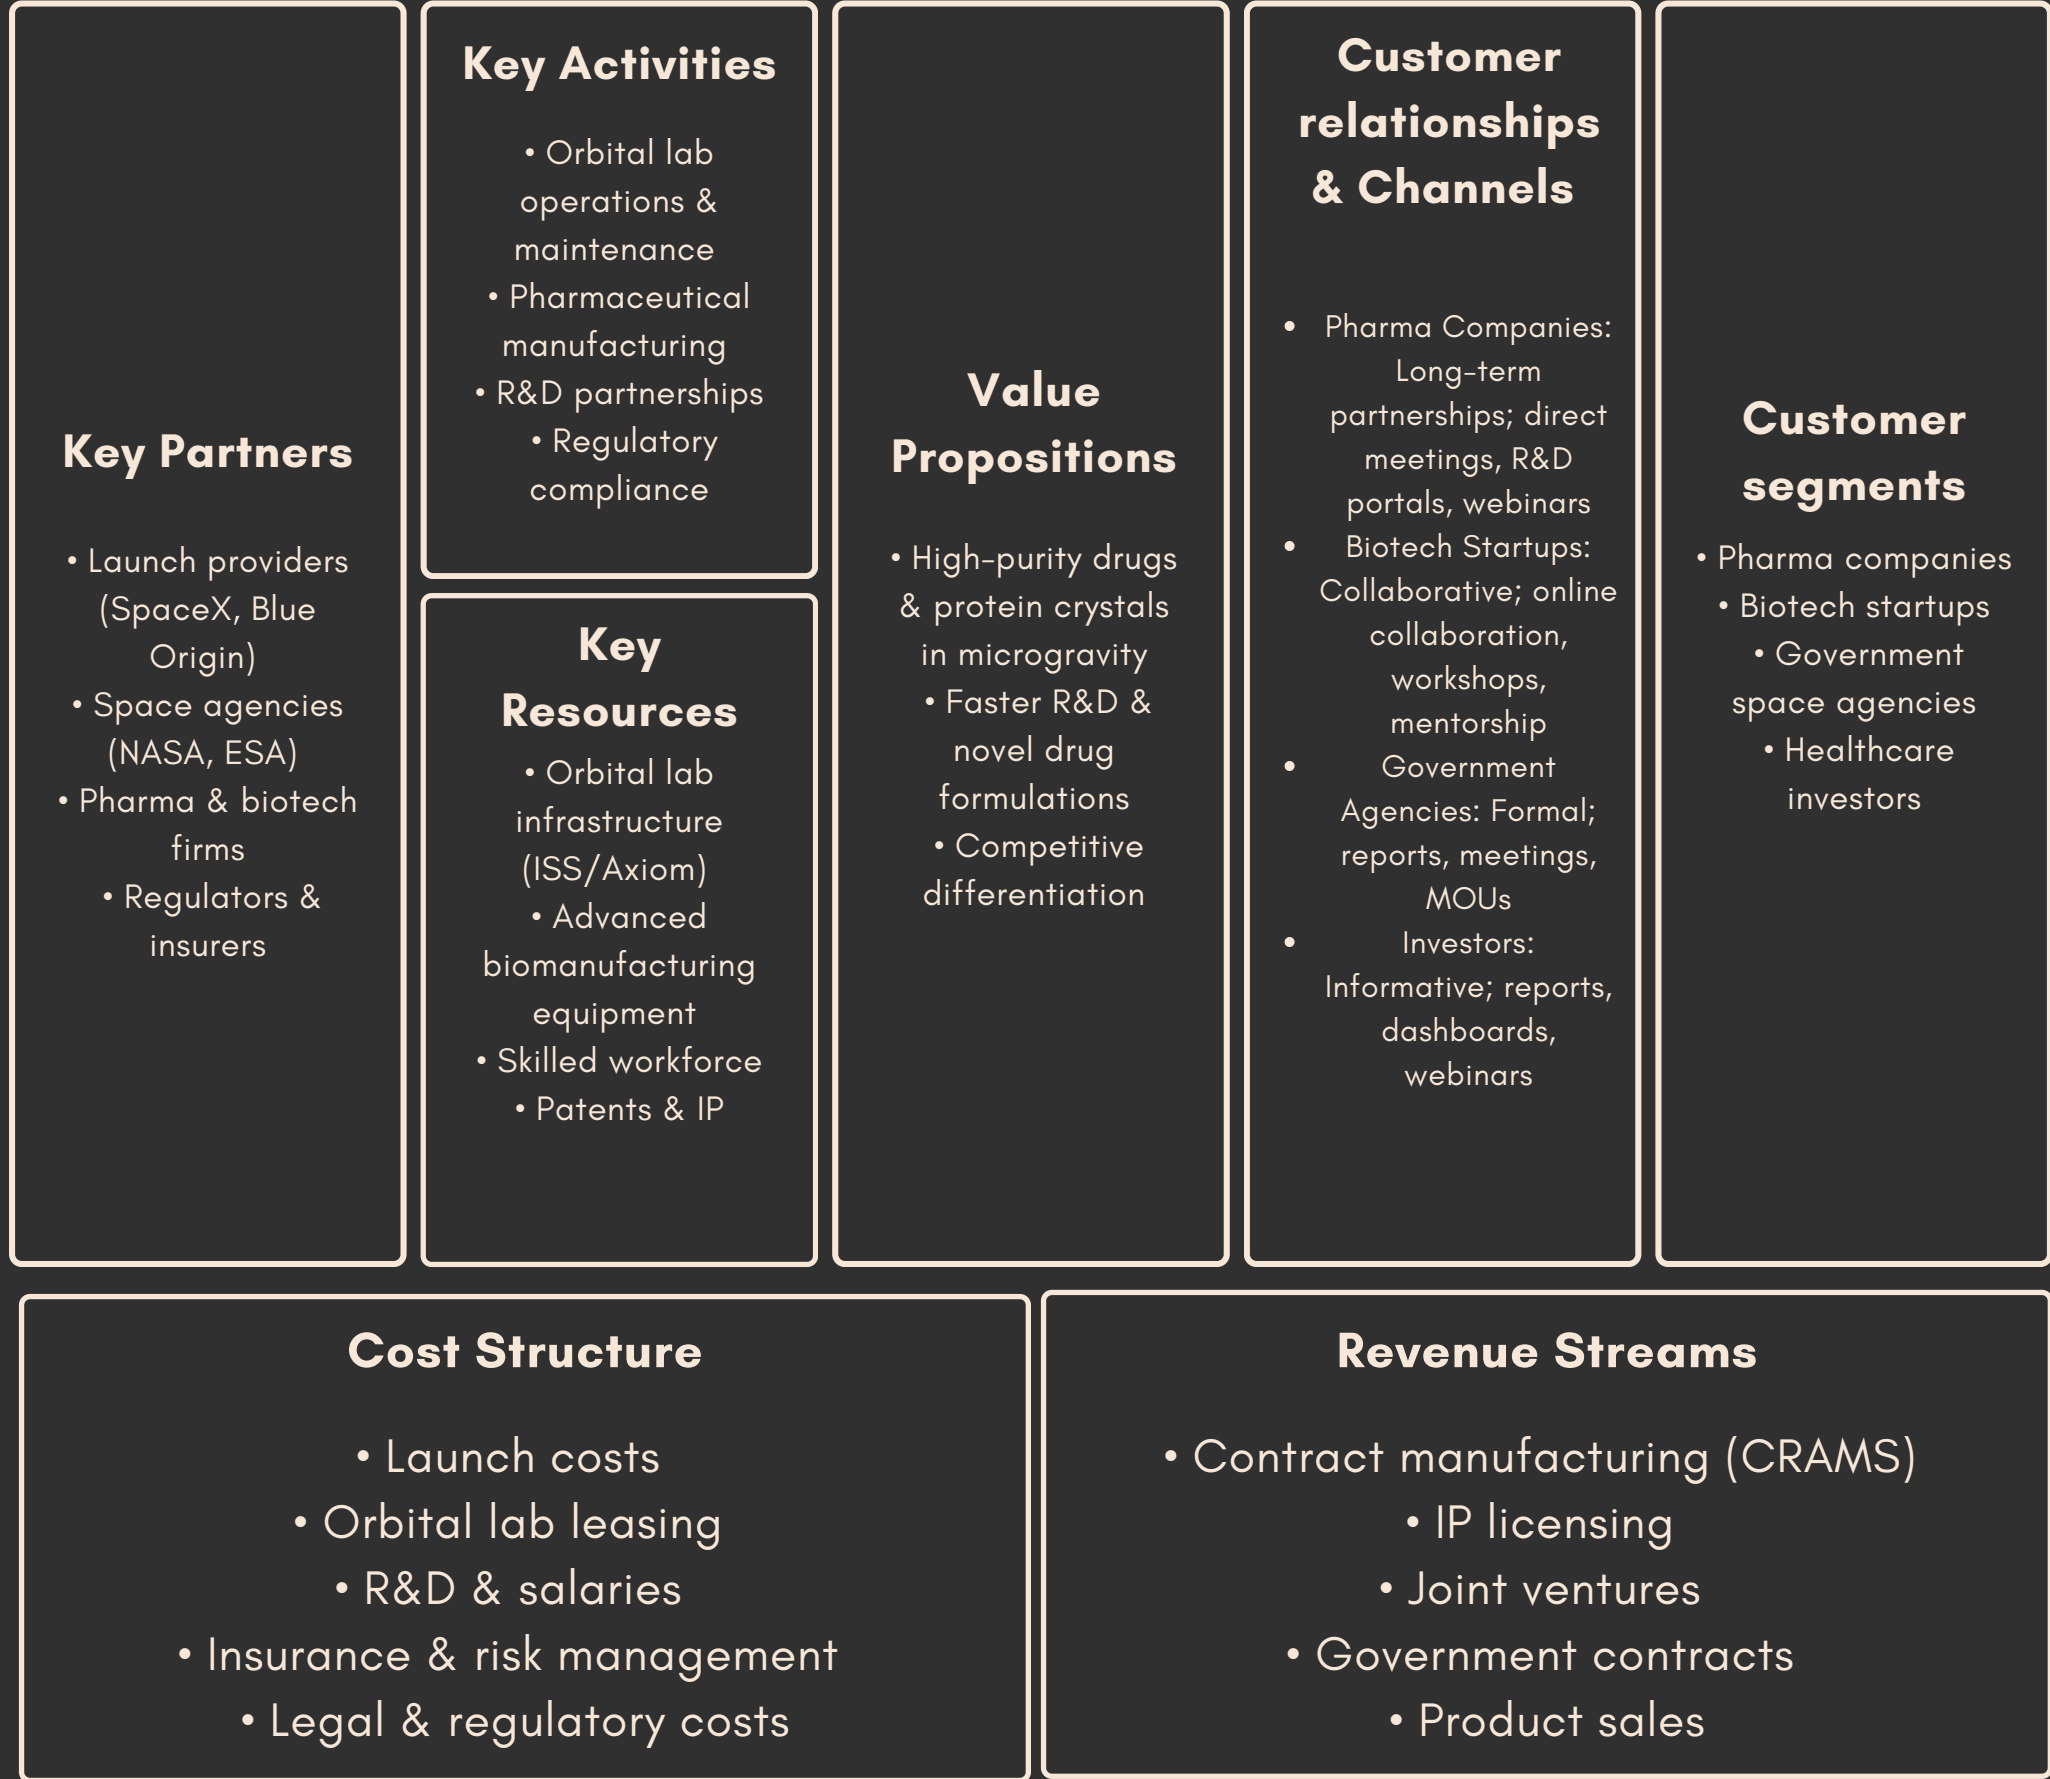 Key Partners
• Launch providers
(SpaceX, Blue
Origin)
• Space agencies
(NASA, ESA)
• Pharma & biotech
firms
• Regulators &
insurers
Key Activities
• Orbital lab
operations &
maintenance
• Pharmaceutical
manufacturing
• R&D partnerships
• Regulatory
compliance
Key
Resources
• Orbital lab
infrastructure
(ISS/Axiom)
• Advanced
biomanufacturing
equipment
• Skilled workforce
• Patents & IP
Value
Propositions
• High-purity drugs
& protein crystals
in microgravity
• Faster R&D &
novel drug
formulations
• Competitive
differentiation
Customer
relationships
& Channels
• Pharma Companies:
Long-term
partnerships; direct
meetings, R&D
portals, webinars
• Biotech Startups:
Collaborative; online
collaboration,
workshops,
mentorship
• Government
Agencies: Formal;
reports, meetings,
MOUs
• Investors:
Informative; reports,
dashboards,
webinars
Customer
segments
• Pharma companies
• Biotech startups
• Government
space agencies
• Healthcare
investors
Cost Structure
• Launch costs
• Orbital lab leasing
• R&D & salaries
• Insurance & risk management
• Legal & regulatory costs
Revenue Streams
• Contract manufacturing (CRAMS)
• IP licensing
• Joint ventures
• Government contracts
• Product sales